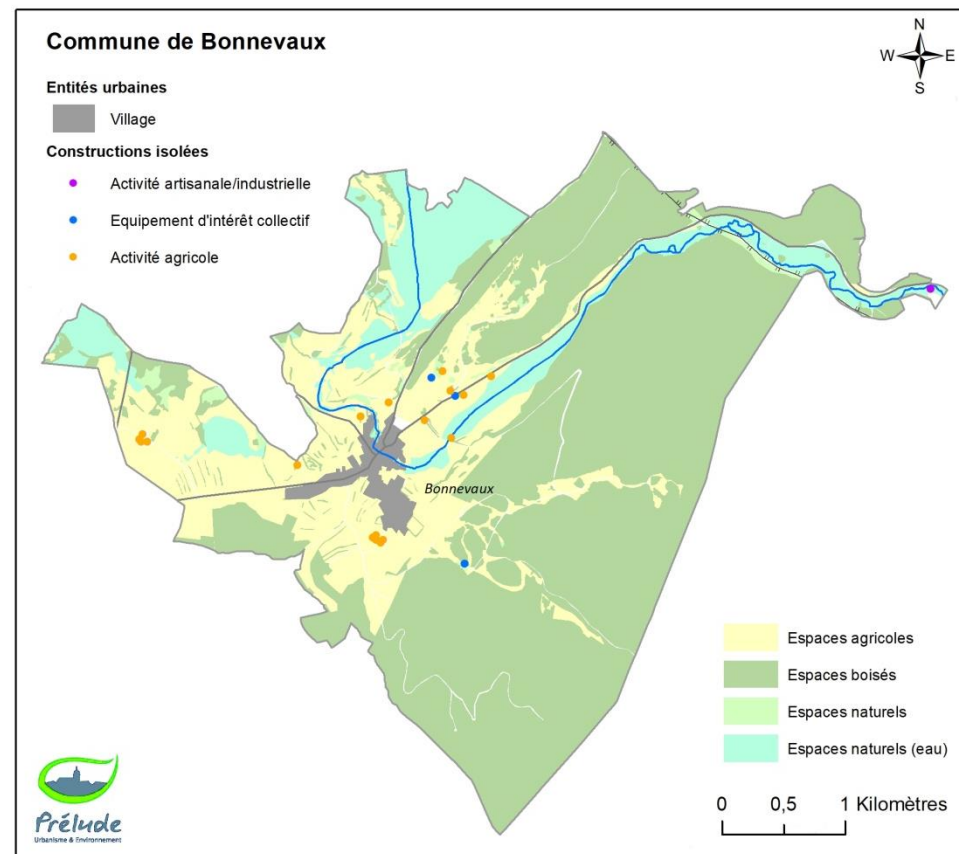 Commune de Bonnevaux
N
W E
S
Entités urbaines
Village
Constructions isolées
Activité artisanale/industrielle
Equipement d'intérêt collectif
Activité agricole
Bonnevaux
Espaces agricoles
Espaces boisés
Espaces naturels
Espaces naturels (eau)
0 0,5 1 Kilomètres
Prélude
Urbanisme & Environnement